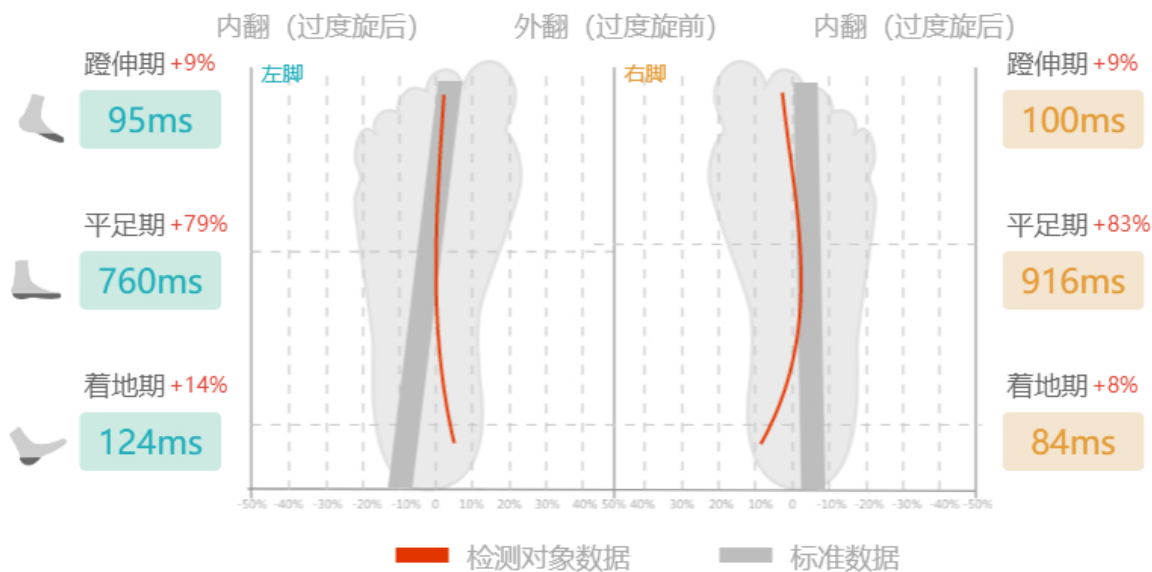 内翻（过度旋后） 外翻（过度旋前） 内翻（过度旋后）
蹬伸期 +9%
95ms
平足期 +79%
760ms
着地期 +14%
124ms
左脚
右脚
蹬伸期 +9%
100ms
平足期 +83%
916ms
着地期 +8%
84ms
-50% -40% -30% -20% -10% 0 10% 20% 30% 40% 50% 40% 30% 20% 10% 0 -10% -20% -30% -40% -50%
检测对象数据 标准数据